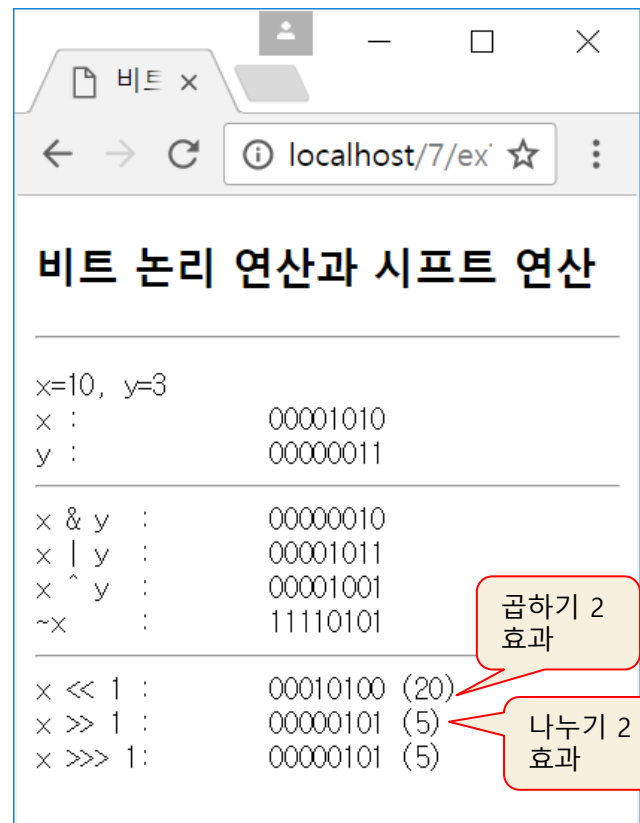 비트
localhost/7/ex
비트 논리 연산과 시프트 연산
x=10, y=3
x : 00001010
y : 00000011
x & y : 00000010
x | y : 00001011
x ^ y : 00001001
~x : 11110101
곱하기 2
효과
x << 1 : 00010100 (20)
x >> 1 : 00000101 (5)
x >>> 1: 00000101 (5)
나누기 2
효과